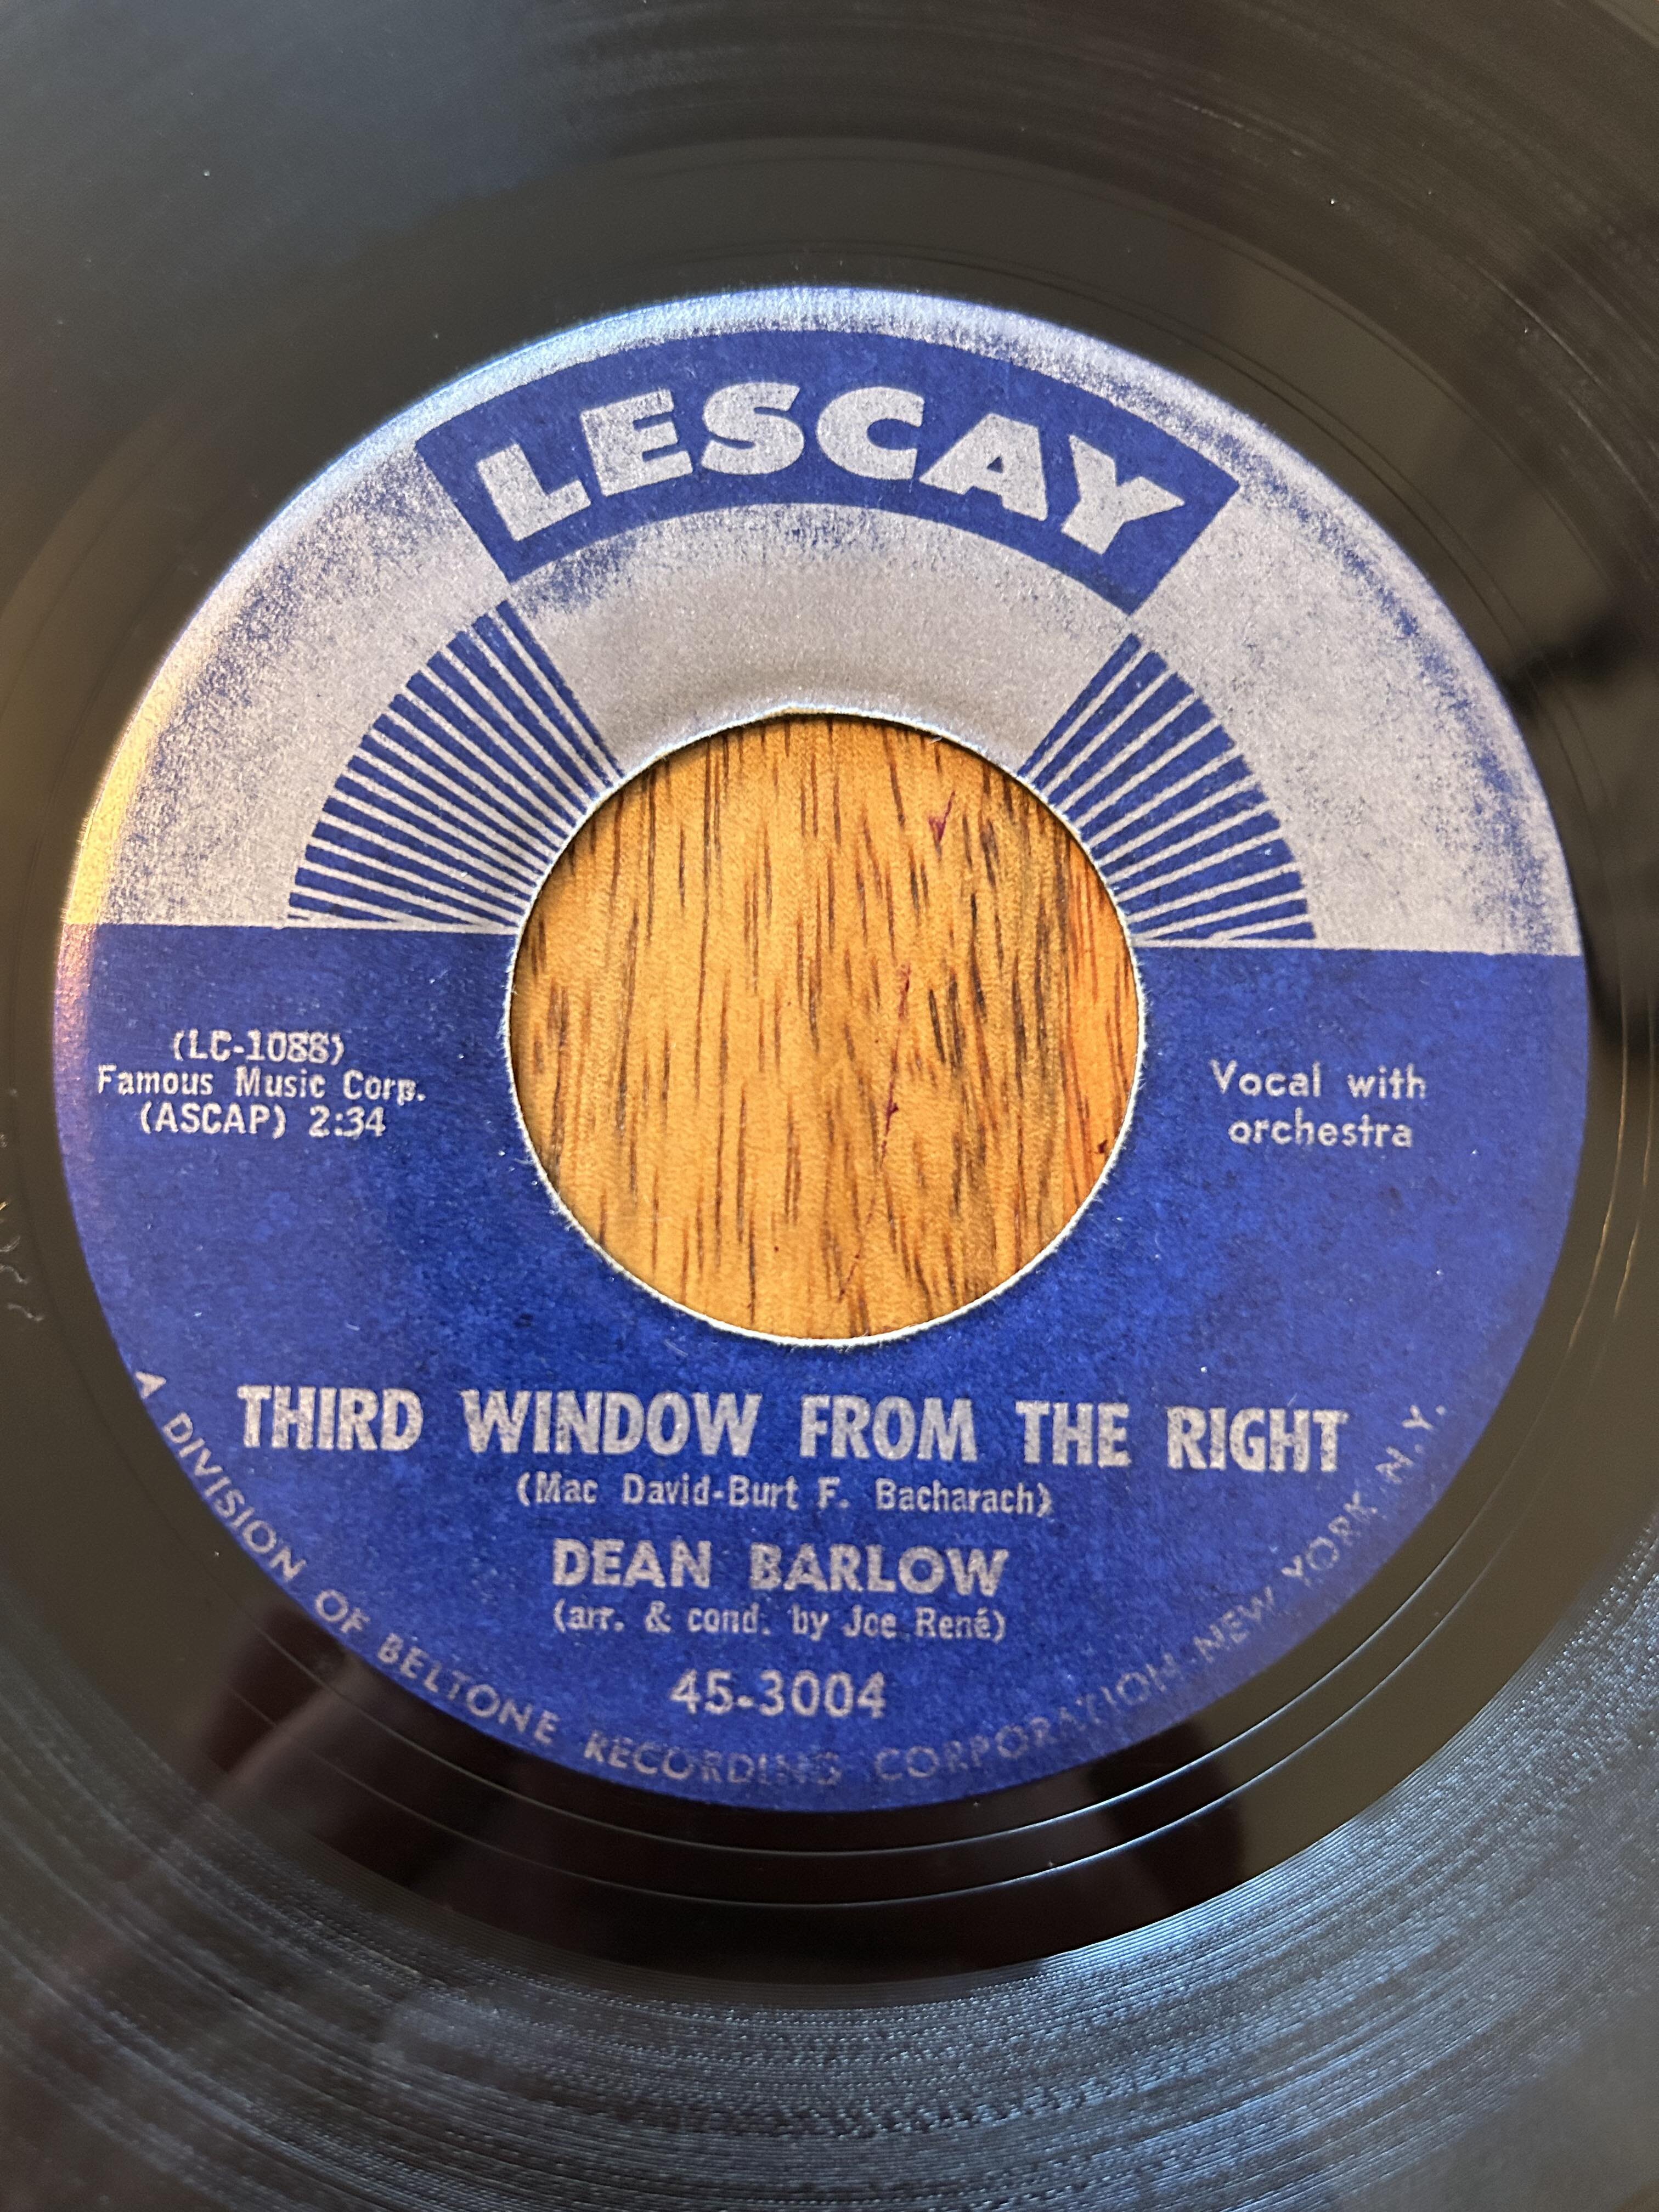 LESCAY
(LC-1088)
Famous Music Corp.
(ASCAP) 2:34
Vocal with
orchestra
THIRD WINDOW FROM THE RIGHT
(Mac David-Burt F. Bacharach)
DEAN BARLOW
(arr. & cond. by Joe René)
45-3004
A DIVISION OF BELTONE RECORDING CORPORATION-NEW YORK N.Y.